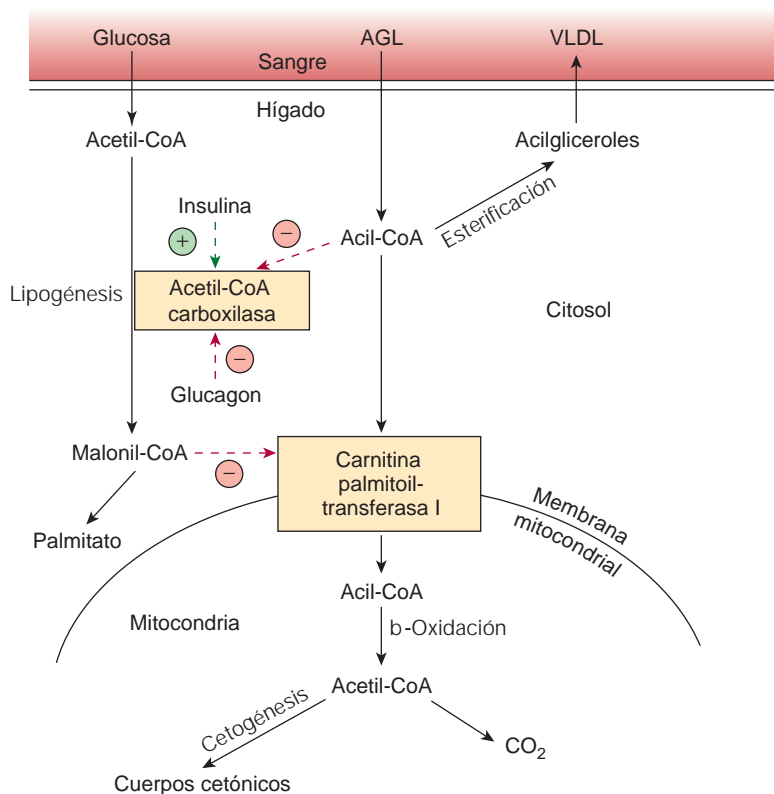 Glucosa
AGL
VLDL
Sangre
Hígado
Acetil-CoA
Acilgliceroles
Insulina
Esterificación
+
−
Acil-CoA
Lipogénesis
Acetil-CoA
carboxilasa
Citosol
−
Glucagon
Malonil-CoA
−
Carnitina
palmitoil-
transferasa I
Membrana
mitocondrial
Palmitato
Acil-CoA
Mitocondria
b-Oxidación
Acetil-CoA
Cetogénesis
CO₂
Cuerpos cetónicos